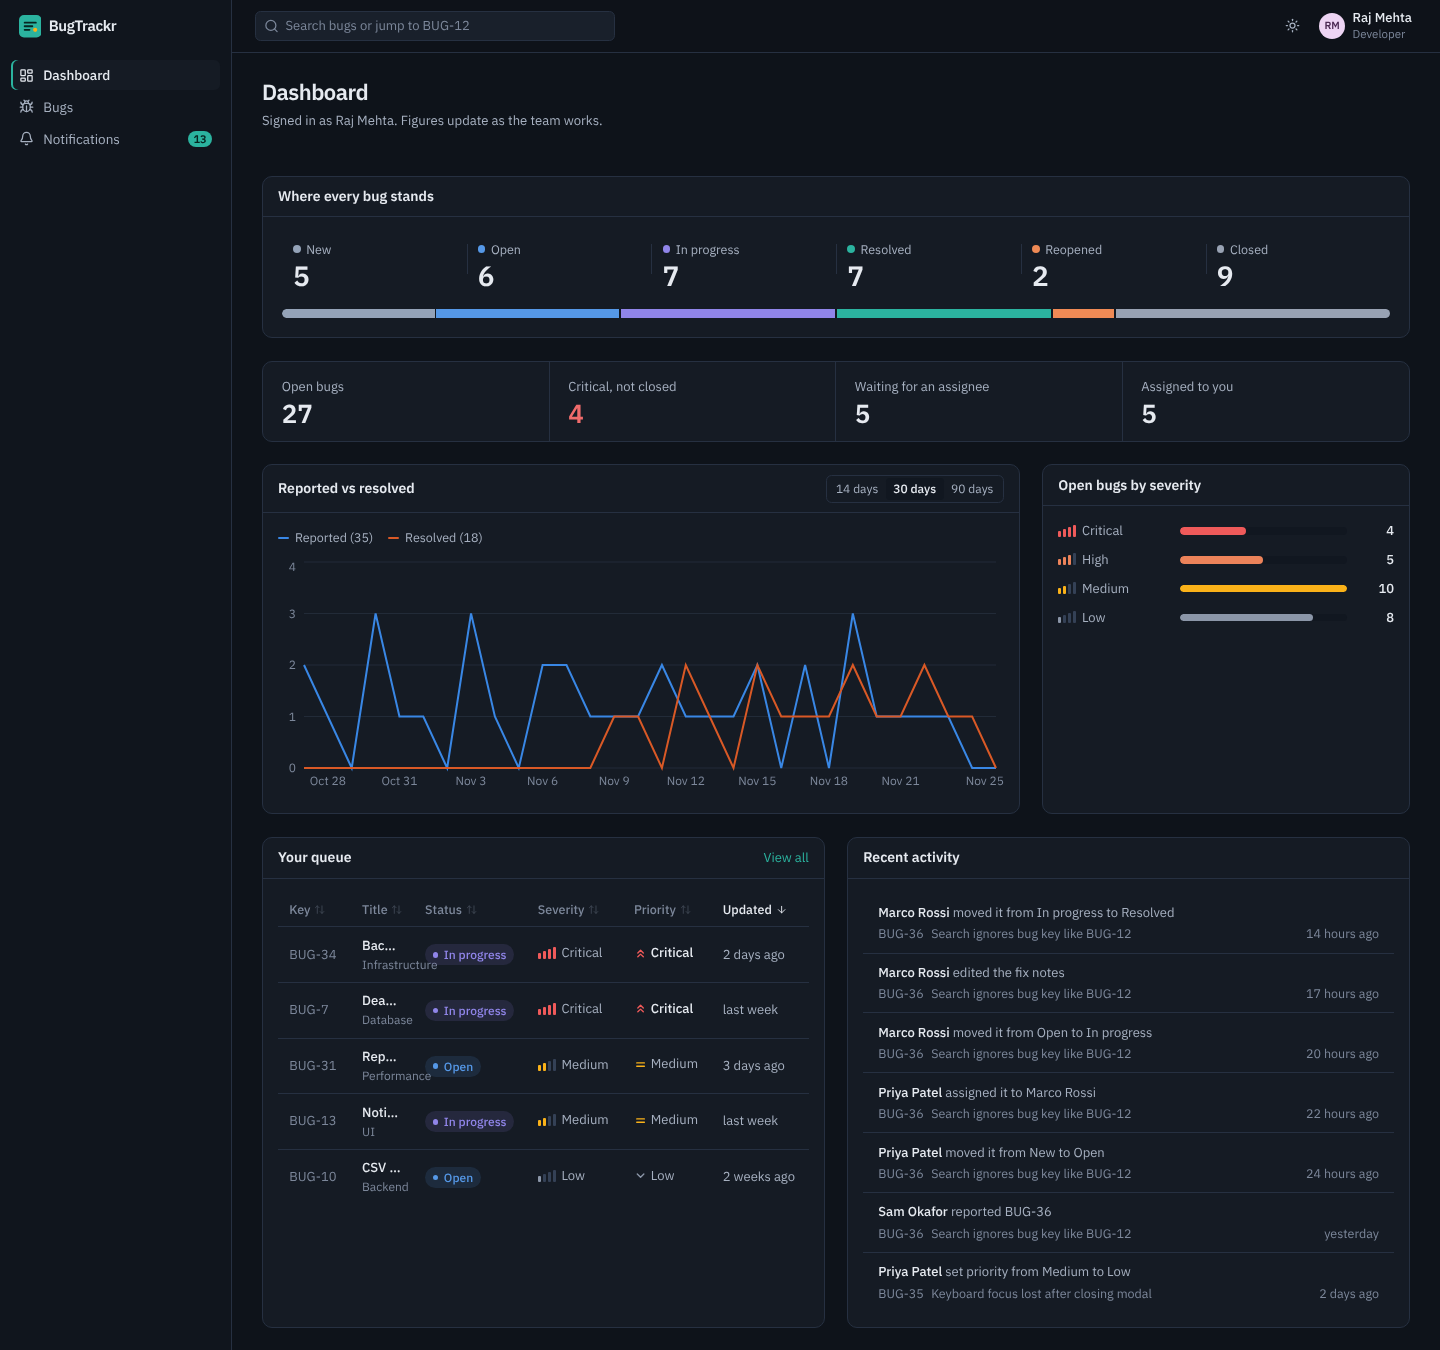 BugTrackr
Search bugs or jump to BUG-12
RM
Raj Mehta
Developer
Dashboard
Bugs
Notifications 13
Dashboard
Signed in as Raj Mehta. Figures update as the team works.
Where every bug stands
New Open In progress Resolved Reopened Closed
5 6 7 7 2 9
Open bugs Critical, not closed Waiting for an assignee Assigned to you
27 4 5 5
Reported vs resolved 14 days 30 days 90 days
Reported (35) Resolved (18)
4
3
2
1
0
Oct 28 Oct 31 Nov 3 Nov 6 Nov 9 Nov 12 Nov 15 Nov 18 Nov 21 Nov 25
Open bugs by severity
Critical 4
High 5
Medium 10
Low 8
Your queue View all
Key Title Status Severity Priority Updated
BUG-34 Bac... In progress Critical Critical 2 days ago
Infrastructure
BUG-7 Dea... In progress Critical Critical last week
Database
BUG-31 Rep... Open Medium Medium 3 days ago
Performance
BUG-13 Noti... In progress Medium Medium last week
UI
BUG-10 CSV ... Open Low Low 2 weeks ago
Backend
Recent activity
Marco Rossi moved it from In progress to Resolved
BUG-36 Search ignores bug key like BUG-12 14 hours ago
Marco Rossi edited the fix notes
BUG-36 Search ignores bug key like BUG-12 17 hours ago
Marco Rossi moved it from Open to In progress
BUG-36 Search ignores bug key like BUG-12 20 hours ago
Priya Patel assigned it to Marco Rossi
BUG-36 Search ignores bug key like BUG-12 22 hours ago
Priya Patel moved it from New to Open
BUG-36 Search ignores bug key like BUG-12 24 hours ago
Sam Okafor reported BUG-36
BUG-36 Search ignores bug key like BUG-12 yesterday
Priya Patel set priority from Medium to Low
BUG-35 Keyboard focus lost after closing modal 2 days ago